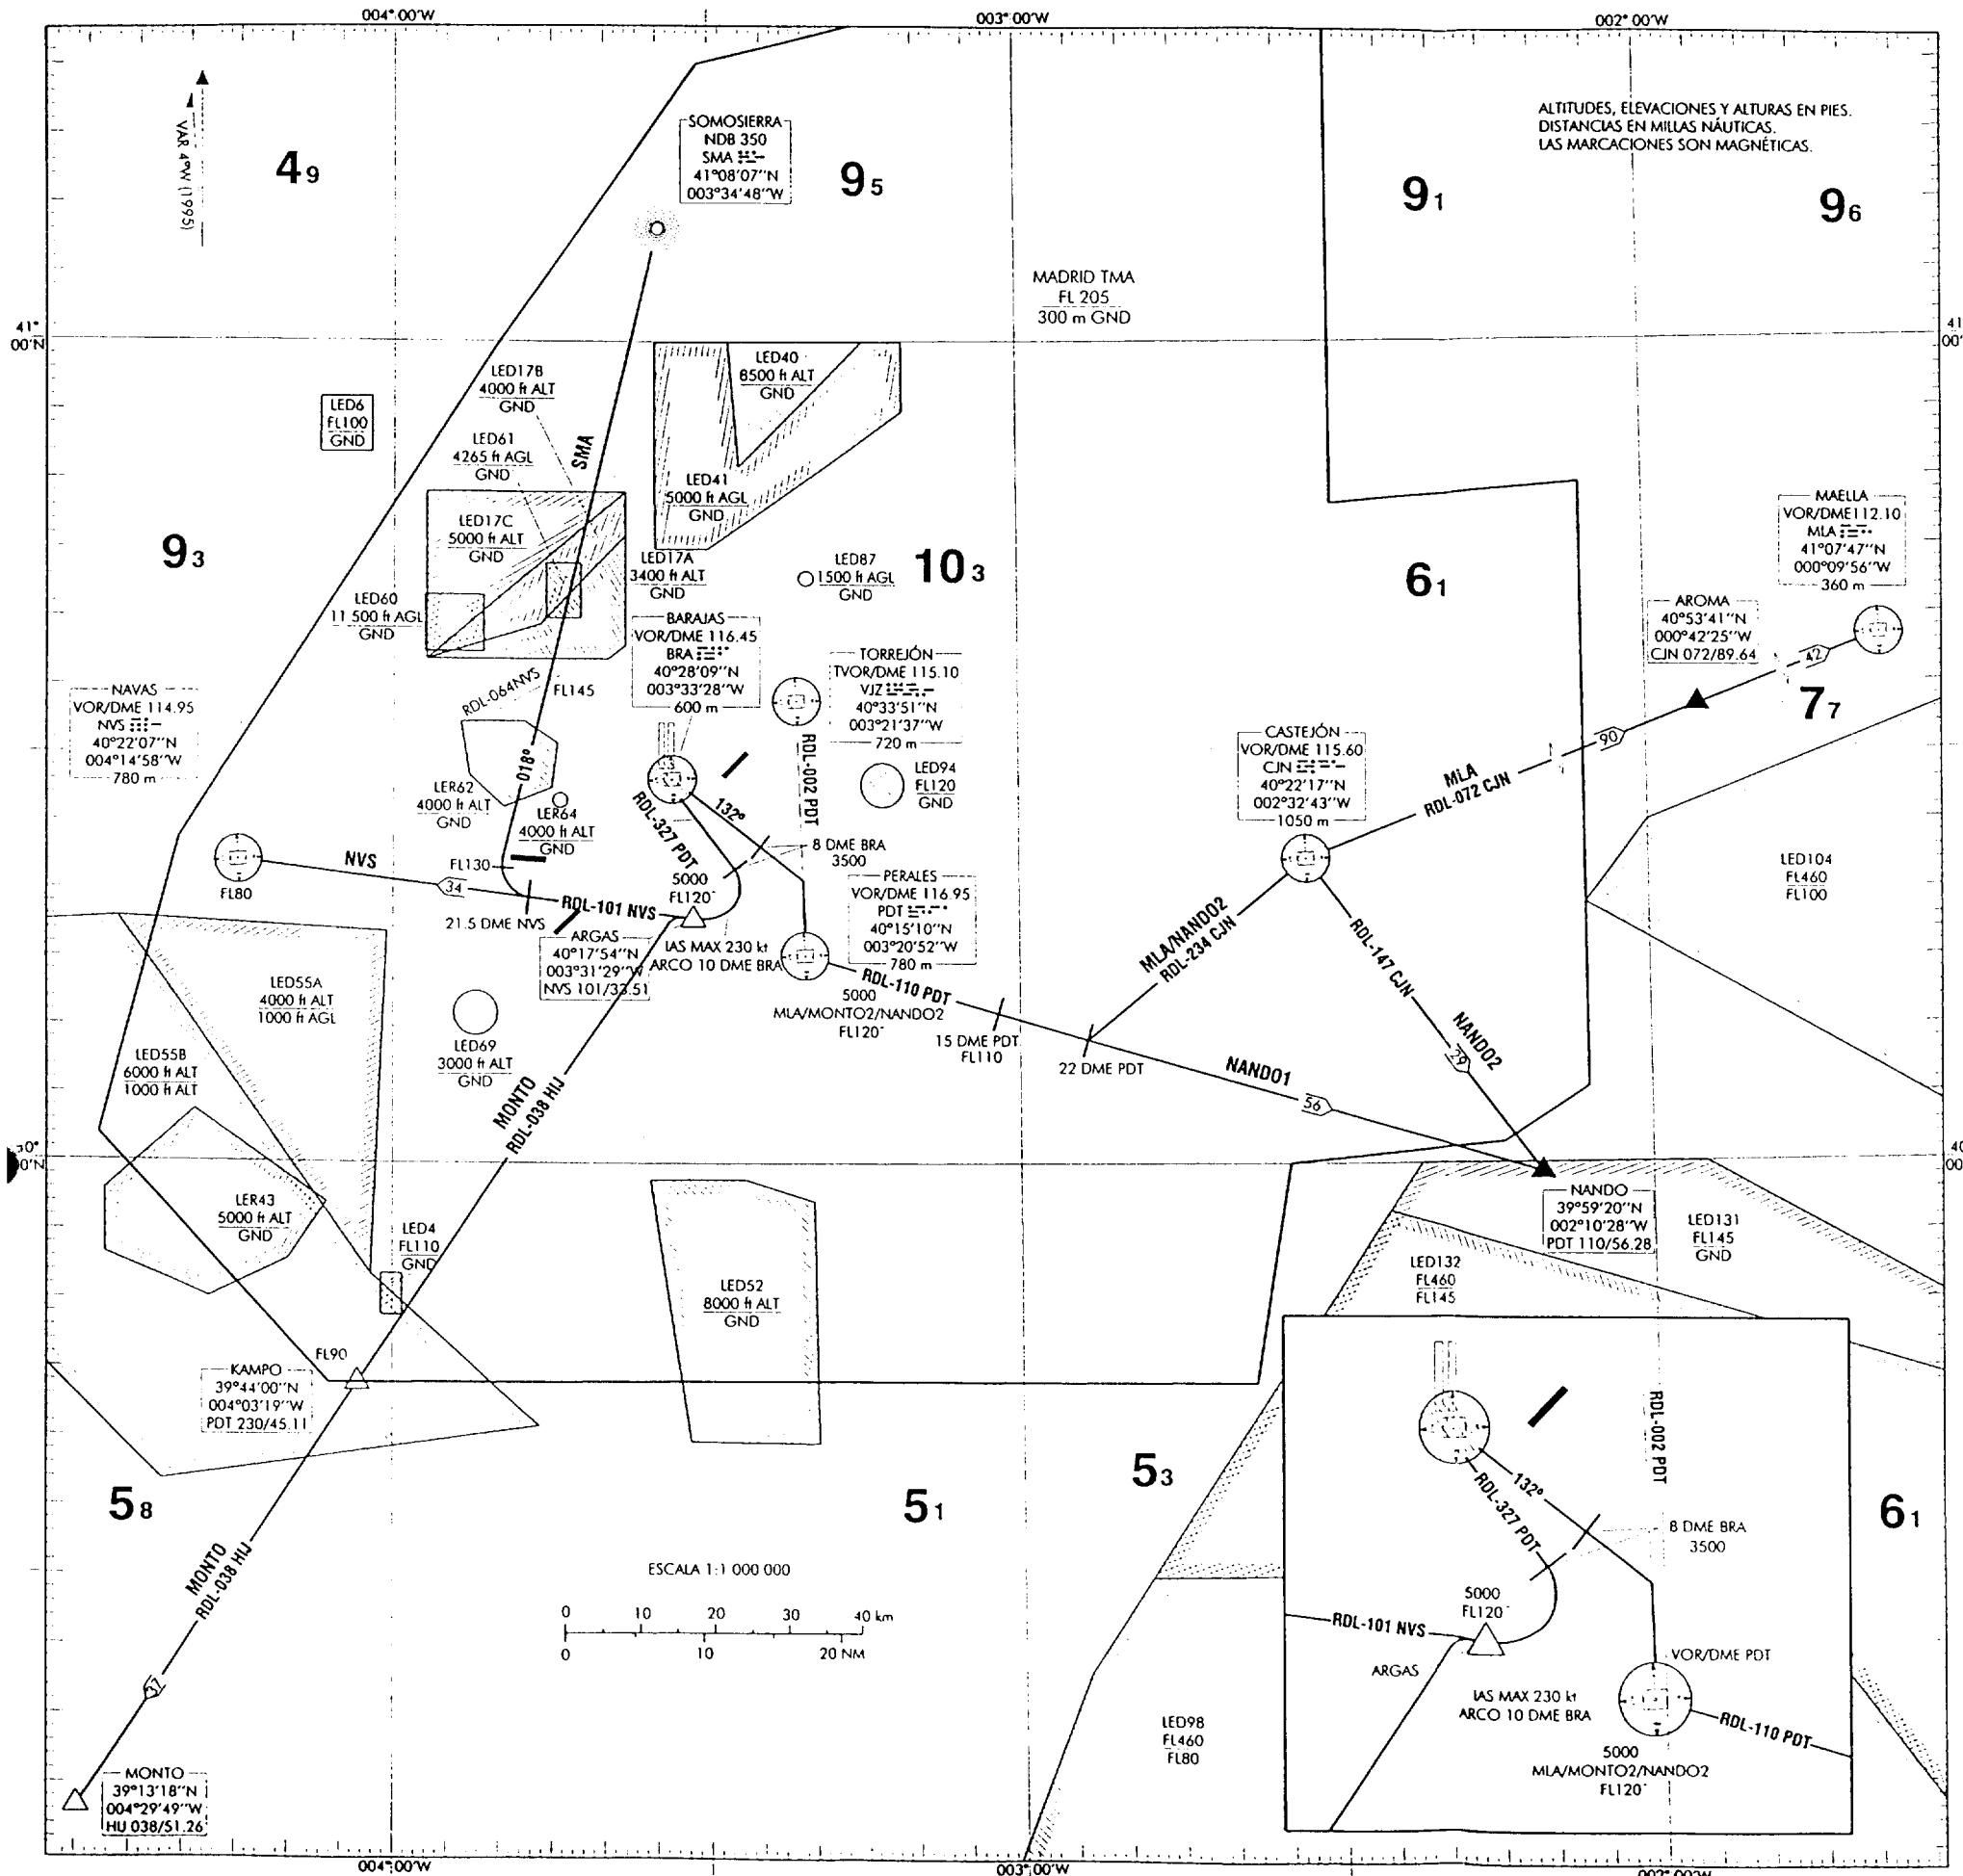 004°00'W
003°00'W
002°00'W
VAR 4°W (1995)
4 9
9 5
9 1
9 6
ALTITUDES, ELEVACIONES Y ALTURAS EN PIES.
DISTANCIAS EN MILLAS NÁUTICAS.
LAS MARCACIONES SON MAGNÉTICAS.
SOMOSIERRA
NDB 350
SMA
41°08'07''N
003°34'48''W
MADRID TMA
FL 205
300 m GND
41°
00'N
41
00'
LED17B
4000 ft ALT
GND
LED40
8500 ft ALT
GND
LED6
FL100
GND
LED61
4265 ft AGL
GND
SMA
LED41
5000 ft AGL
GND
LED17C
5000 ft ALT
GND
9 3
10 3
6 1
LED17A
3400 ft ALT
GND
LED87
1500 ft AGL
GND
LED60
11 500 ft AGL
GND
MAELLA
VOR/DME 112.10
MLA
41°07'47''N
000°09'56''W
360 m
AROMA
40°53'41''N
000°42'25''W
CJN 072/89.64
42
7 7
BARAJAS
VOR/DME 116.45
BRA
40°28'09''N
003°33'28''W
600 m
TORREJÓN
TVOR/DME 115.10
VJZ
40°33'51''N
003°21'37''W
720 m
NAVAS
VOR/DME 114.95
NVS
40°22'07''N
004°14'58''W
780 m
RDL-064NVS
FL145
018°
CASTEJÓN
VOR/DME 115.60
CJN
40°22'17''N
002°32'43''W
1050 m
90
MLA
RDL-072 CJN
LER62
4000 ft ALT
GND
LER64
4000 ft ALT
GND
RDL-327 PDT
132°
RDL-002 PDT
LED94
FL120
GND
8 DME BRA
3500
FL80
NVS
34
FL130
21.5 DME NVS
RDL-101 NVS
5000
FL120-
ARGAS
40°17'54''N
003°31'29''W
NVS 101/33.51
IAS MAX 230 kt
ARCO 10 DME BRA
PERALES
VOR/DME 116.95
PDT
40°15'10''N
003°20'52''W
780 m
5000
MLA/MONTO2/NANDO2
FL120-
RDL-110 PDT
15 DME PDT
FL110
22 DME PDT
MLA/NANDO2
RDL-234 CJN
RDL-147 CJN
NANDO2
29
NANDO1
56
LED104
FL460
FL100
LED55A
4000 ft ALT
1000 ft AGL
LED55B
6000 ft ALT
1000 ft ALT
LED69
3000 ft ALT
GND
MONTO
RDL-038 HIJ
00'N
40
00
LER43
5000 ft ALT
GND
LED4
FL110
GND
LED52
8000 ft ALT
GND
NANDO
39°59'20''N
002°10'28''W
PDT 110/56.28
LED131
FL145
GND
LED132
FL460
FL145
FL90
KAMPO
39°44'00''N
004°03'19''W
PDT 230/45.11
5 8
5 1
5 3
6 1
MONTO
RDL-038 HIJ
37
ESCALA 1:1 000 000
0 10 20 30 40 km
0 10 20 NM
MONTO
39°13'18''N
004°29'49''W
HIJ 038/51.26
LED98
FL460
FL80
RDL-002 PDT
132°
RDL-327 PDT
8 DME BRA
3500
5000
FL120-
RDL-101 NVS
ARGAS
VOR/DME PDT
IAS MAX 230 kt
ARCO 10 DME BRA
RDL-110 PDT
5000
MLA/MONTO2/NANDO2
FL120-
004°00'W
003°00'W